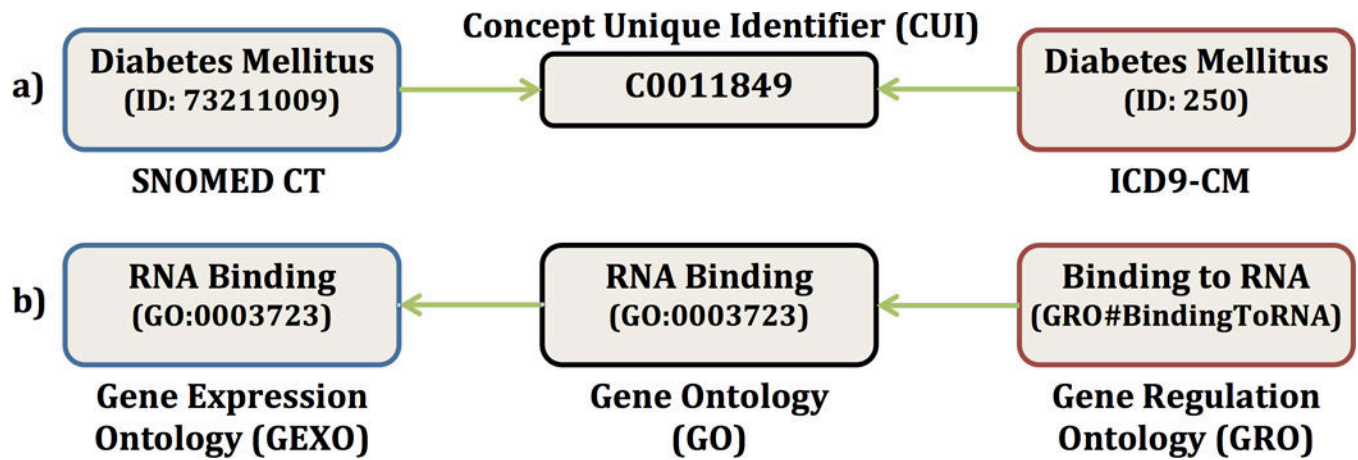 Concept Unique Identifier (CUI)
a)
Diabetes Mellitus
(ID: 73211009)
SNOMED CT
C0011849
Diabetes Mellitus
(ID: 250)
ICD9-CM
b)
RNA Binding
(GO:0003723)
Gene Expression
Ontology (GEXO)
RNA Binding
(GO:0003723)
Gene Ontology
(GO)
Binding to RNA
(GRO#BindingToRNA)
Gene Regulation
Ontology (GRO)